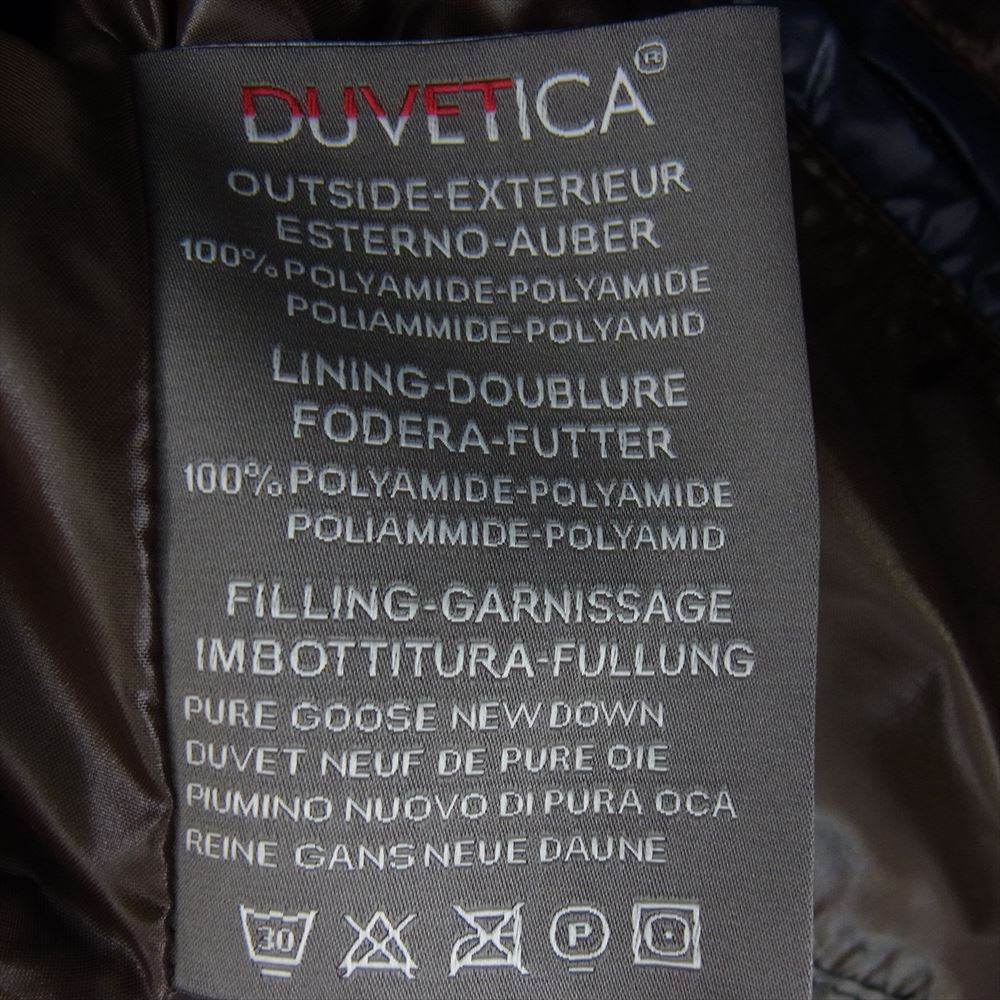 DUVETICA®
OUTSIDE-EXTERIEUR
ESTERNO-AUBER
100% POLYAMIDE-POLYAMIDE
POLIAMMIDE-POLYAMID
LINING-DOUBLURE
FODERA-FUTTER
100% POLYAMIDE-POLYAMIDE
POLIAMMIDE-POLYAMID
FILLING-GARNISSAGE
IMBOTTITURA-FULLUNG
PURE GOOSE NEW DOWN
DUVET NEUF DE PURE OIE
PIUMINO NUOVO DI PURA OCA
REINE GANS NEUE DAUNE
30 P